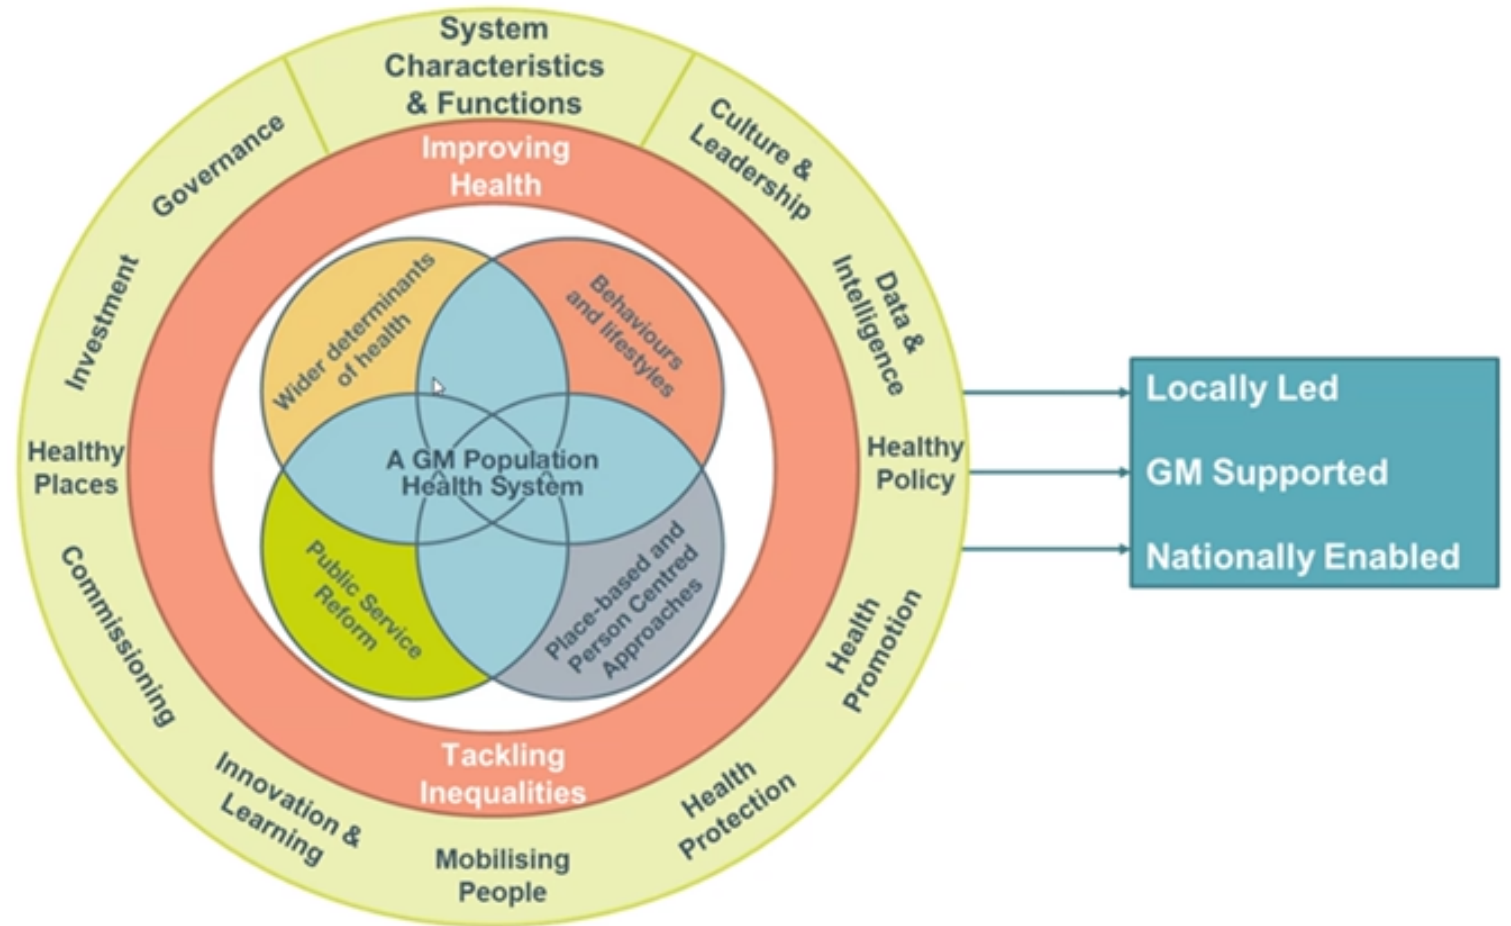 System
Characteristics
& Functions
Culture &
Leadership
Data &
Intelligence
Healthy
Policy
Health
Promotion
Health
Protection
Mobilising
People
Innovation &
Learning
Commissioning
Healthy
Places
Investment
Governance
Improving
Health
Tackling
Inequalities
Wider determinants
of health
Behaviours
and lifestyles
A GM Population
Health System
Public Service
Reform
Place-based and
Person Centred
Approaches
Locally Led
GM Supported
Nationally Enabled